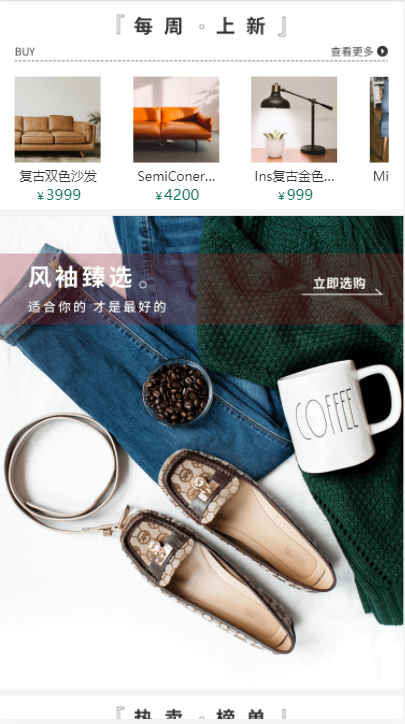 『每周。上新』
BUY
查看更多
复古双色沙发
SemiConer...
Ins复古金色...
Mi
¥3999
¥4200
¥999
风袖臻选。
立即选购
适合你的 才是最好的
COFFEE
『热卖。榜单』